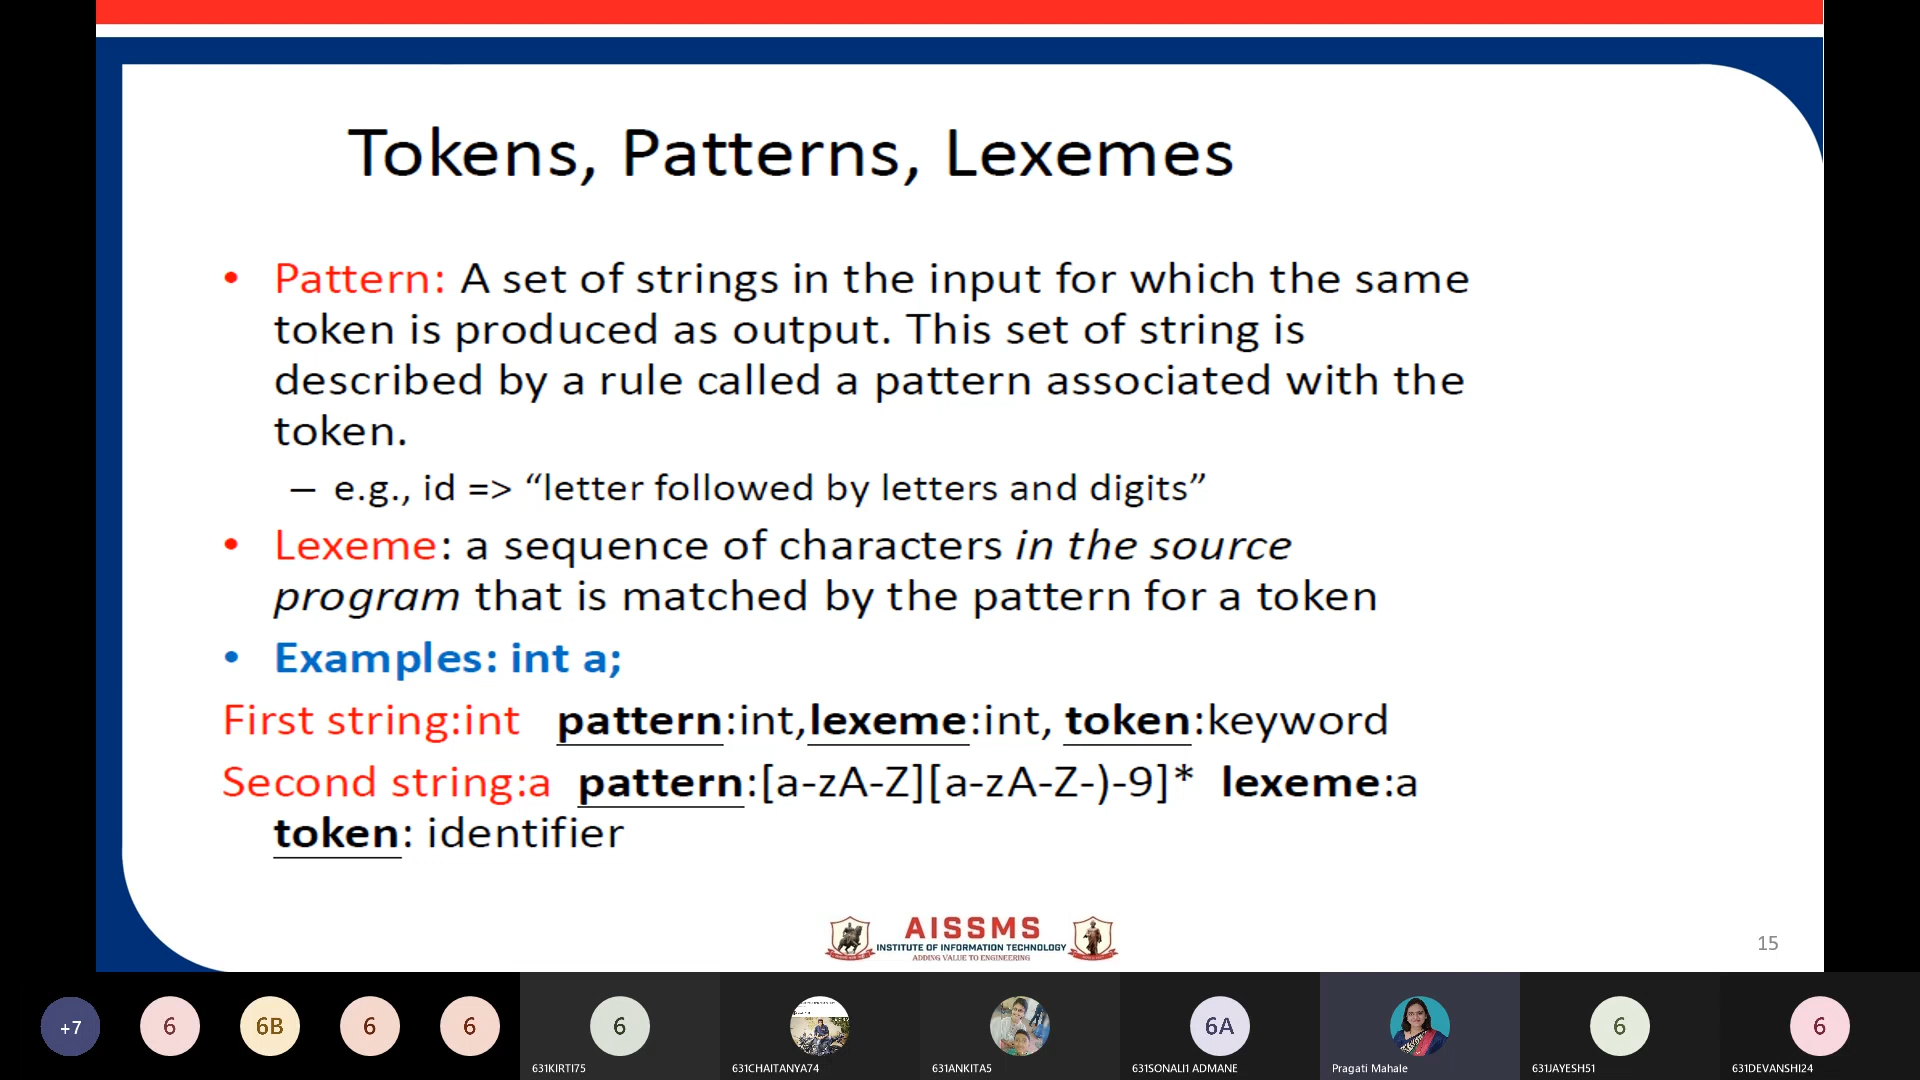 Tokens, Patterns, Lexemes
• Pattern: A set of strings in the input for which the same
token is produced as output. This set of string is
described by a rule called a pattern associated with the
token.
– e.g., id => “letter followed by letters and digits”
• Lexeme: a sequence of characters in the source
program that is matched by the pattern for a token
• Examples: int a;
First string:int pattern:int,lexeme:int, token:keyword
Second string:a pattern:[a-zA-Z][a-zA-Z-)-9]* lexeme:a
token: identifier
AISSMS
INSTITUTE OF INFORMATION TECHNOLOGY
ADDING VALUE TO ENGINEERING
15
+7 6 6B 6 6 6 6A 6 6
631KIRTI75 631CHAITANYA74 631ANKITA5 631SONALI1 ADMANE Pragati Mahale 631JAYESH51 631DEVANSHI24